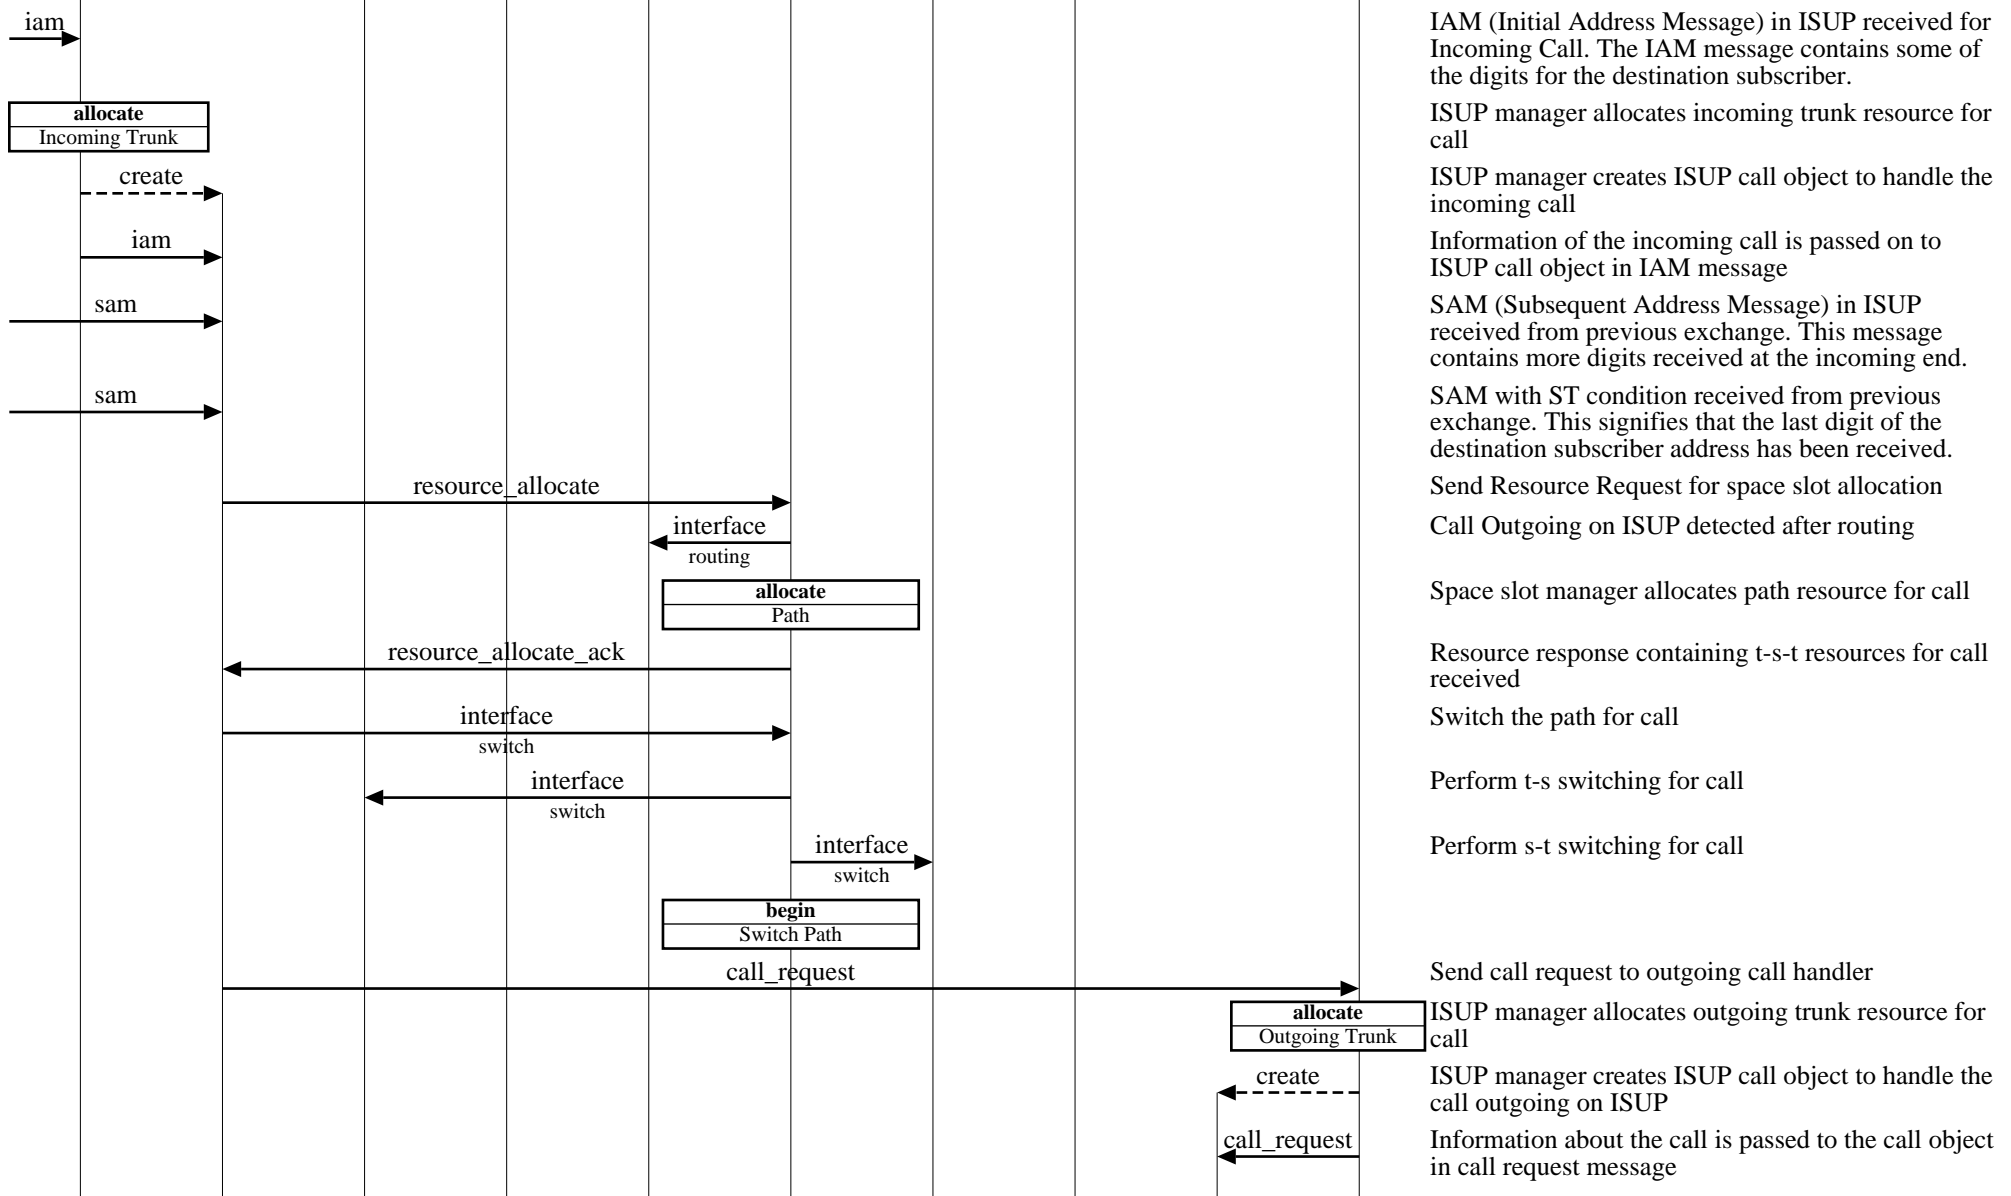 iam
IAM (Initial Address Message) in ISUP received for
Incoming Call. The IAM message contains some of
the digits for the destination subscriber.
allocate
Incoming Trunk
ISUP manager allocates incoming trunk resource for
call
create
ISUP manager creates ISUP call object to handle the
incoming call
iam
Information of the incoming call is passed on to
ISUP call object in IAM message
sam
SAM (Subsequent Address Message) in ISUP
received from previous exchange. This message
contains more digits received at the incoming end.
sam
SAM with ST condition received from previous
exchange. This signifies that the last digit of the
destination subscriber address has been received.
resource_allocate
Send Resource Request for space slot allocation
interface
routing
Call Outgoing on ISUP detected after routing
allocate
Path
Space slot manager allocates path resource for call
resource_allocate_ack
Resource response containing t-s-t resources for call
received
interface
switch
Switch the path for call
interface
switch
Perform t-s switching for call
interface
switch
Perform s-t switching for call
begin
Switch Path
call_request
Send call request to outgoing call handler
allocate
Outgoing Trunk
ISUP manager allocates outgoing trunk resource for
call
create
ISUP manager creates ISUP call object to handle the
call outgoing on ISUP
call_request
Information about the call is passed to the call object
in call request message